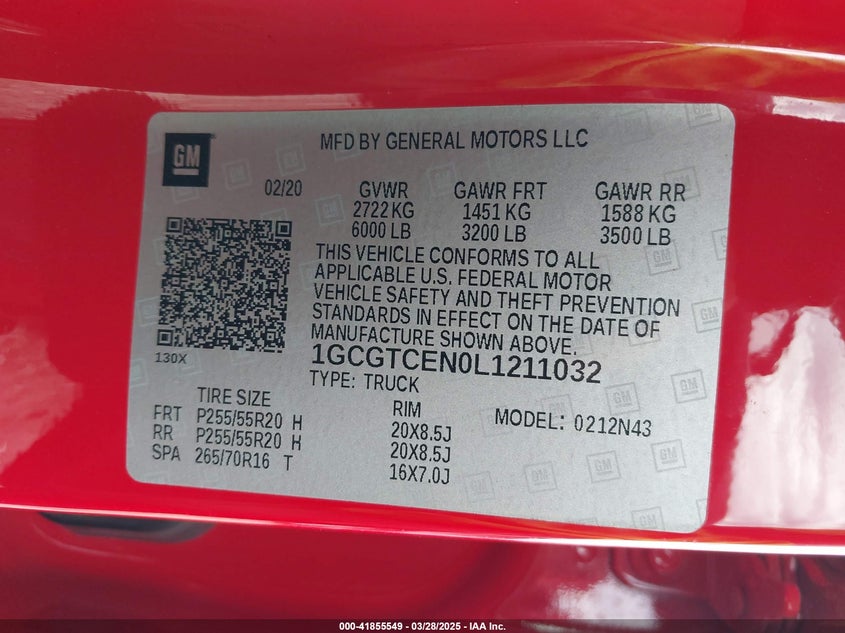 GM
MFD BY GENERAL MOTORS LLC
02/20 GVWR GAWR FRT GAWR RR
2722 KG 1451 KG 1588 KG
6000 LB 3200 LB 3500 LB
THIS VEHICLE CONFORMS TO ALL
APPLICABLE U.S. FEDERAL MOTOR
VEHICLE SAFETY AND THEFT PREVENTION
STANDARDS IN EFFECT ON THE DATE OF
MANUFACTURE SHOWN ABOVE.
130X
1GCGTCEN0L1211032
TYPE: TRUCK
TIRE SIZE RIM MODEL: 0212N43
FRT P255/55R20 H 20X8.5J
RR P255/55R20 H 20X8.5J
SPA 265/70R16 T 16X7.0J
000-41855549 | 03/28/2025 - IAA Inc.